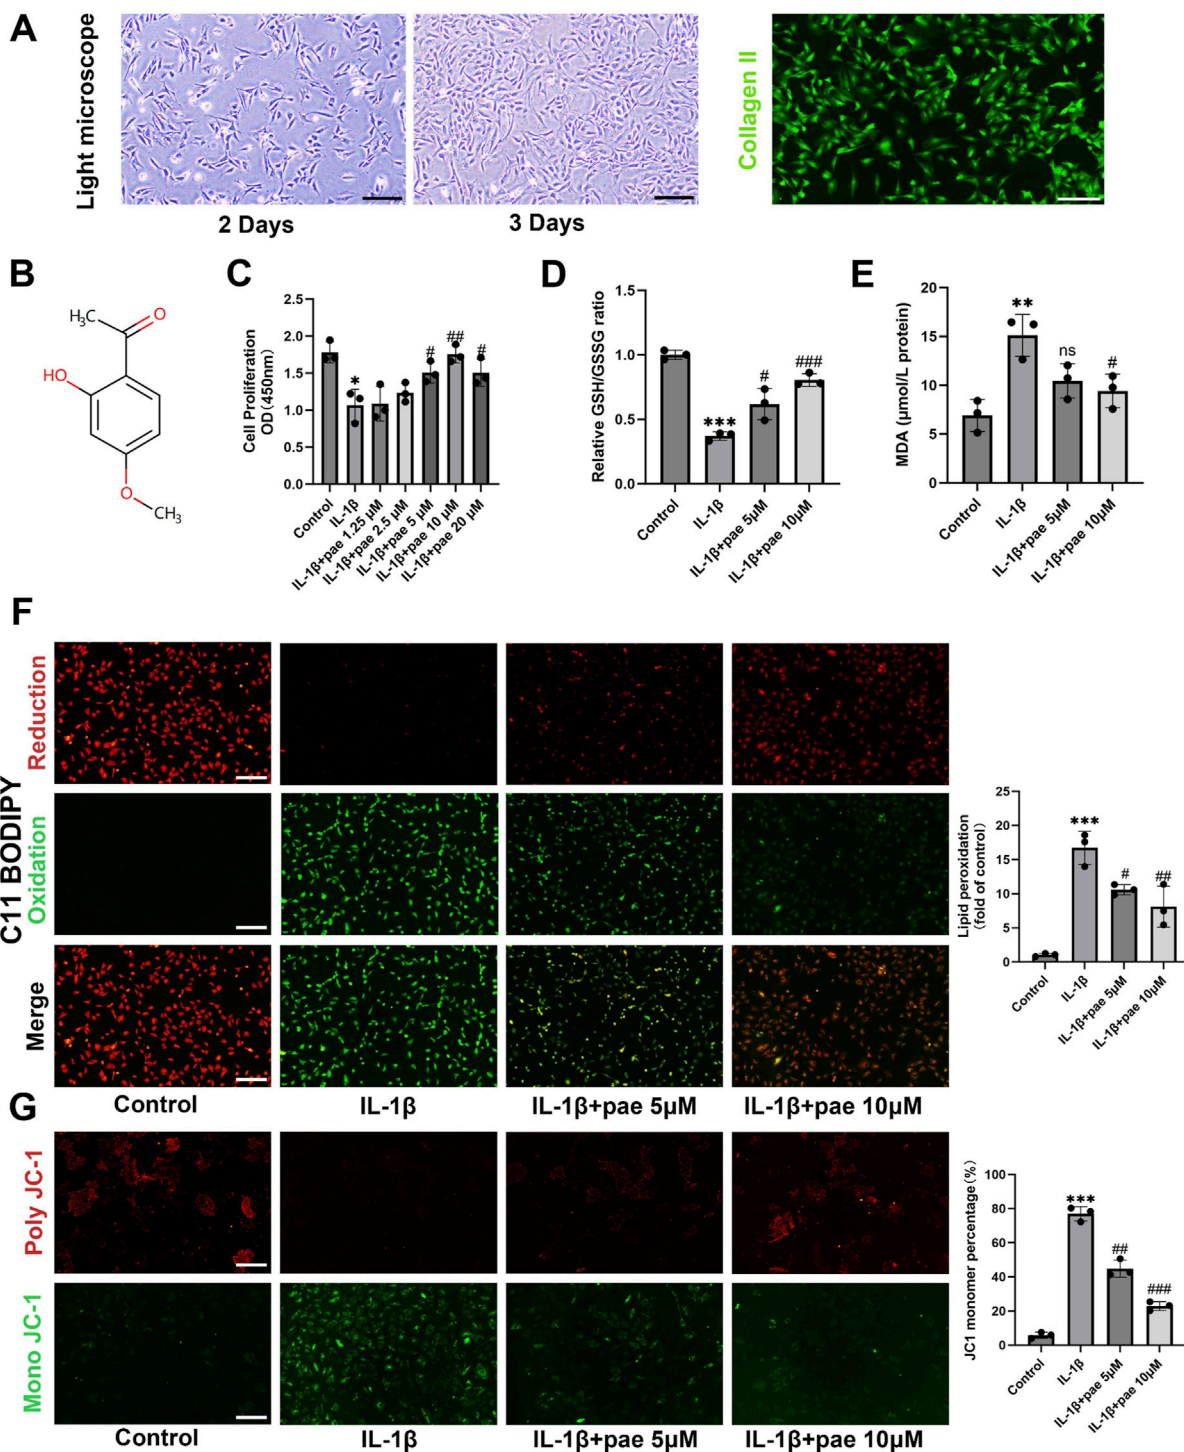 A
Light microscope
2 Days
3 Days
Collagen II
B
H₃C
O
HO
O
CH₃
C
Cell Proliferation
OD(450nm)
2.5
2.0
1.5
1.0
0.5
0.0
*
#
##
#
Control
IL-1β
IL-1β+pae 1.25 μM
IL-1β+pae 2.5 μM
IL-1β+pae 5 μM
IL-1β+pae 10 μM
IL-1β+pae 20 μM
D
Relative GSH/GSSG ratio
1.5
1.0
0.5
0.0
***
#
###
Control
IL-1β
IL-1β+pae 5μM
IL-1β+pae 10μM
E
MDA (μmol/L protein)
20
15
10
5
0
**
ns
#
Control
IL-1β
IL-1β+pae 5μM
IL-1β+pae 10μM
F
C11 BODIPY
Reduction
Oxidation
Merge
Control
IL-1β
IL-1β+pae 5μM
IL-1β+pae 10μM
Lipid peroxidation
(fold of control)
25
20
15
10
5
0
***
#
##
Control
IL-1β
IL-1β+pae 5μM
IL-1β+pae 10μM
G
Poly JC-1
Mono JC-1
Control
IL-1β
IL-1β+pae 5μM
IL-1β+pae 10μM
JC1 monomer percentage(%)
100
80
60
40
20
0
***
##
###
Control
IL-1β
IL-1β+pae 5μM
IL-1β+pae 10μM